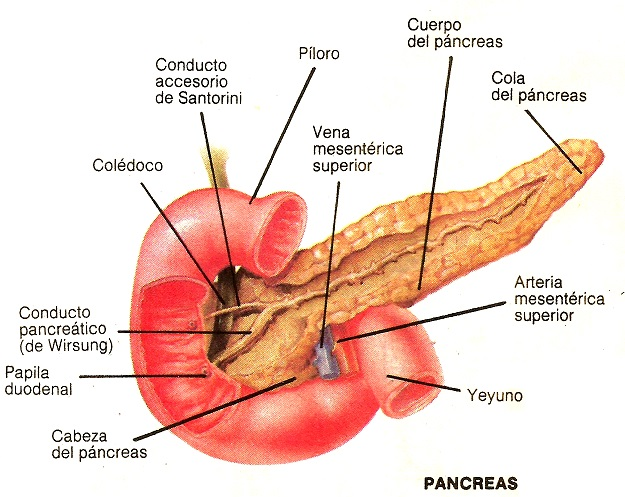 Cuerpo
del páncreas
Píloro
Conducto
accesorio
de Santorini
Cola
del páncreas
Vena
mesentérica
superior
Colédoco
Arteria
mesentérica
superior
Conducto
pancreático
(de Wirsung)
Papila
duodenal
Yeyuno
Cabeza
del páncreas
PANCREAS